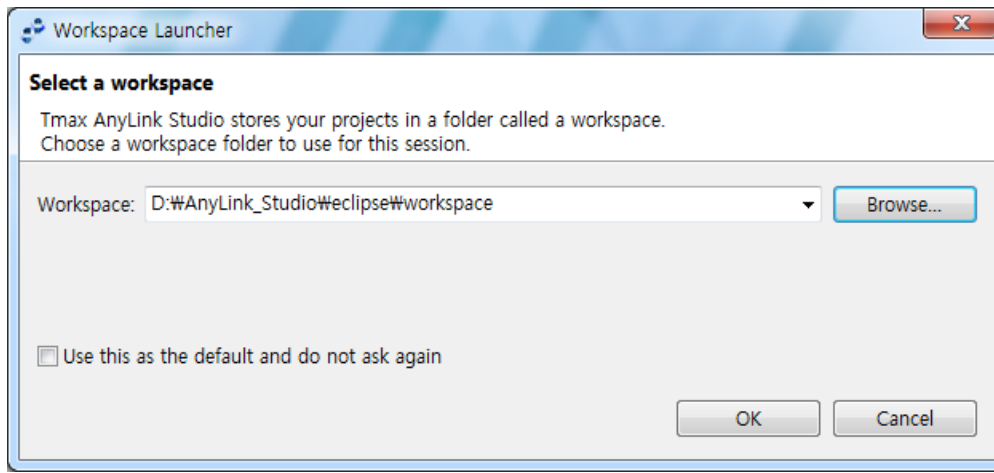 Workspace Launcher
Select a workspace
Tmax AnyLink Studio stores your projects in a folder called a workspace.
Choose a workspace folder to use for this session.
Workspace: D:₩AnyLink_Studio₩eclipse₩workspace Browse...
Use this as the default and do not ask again
OK Cancel